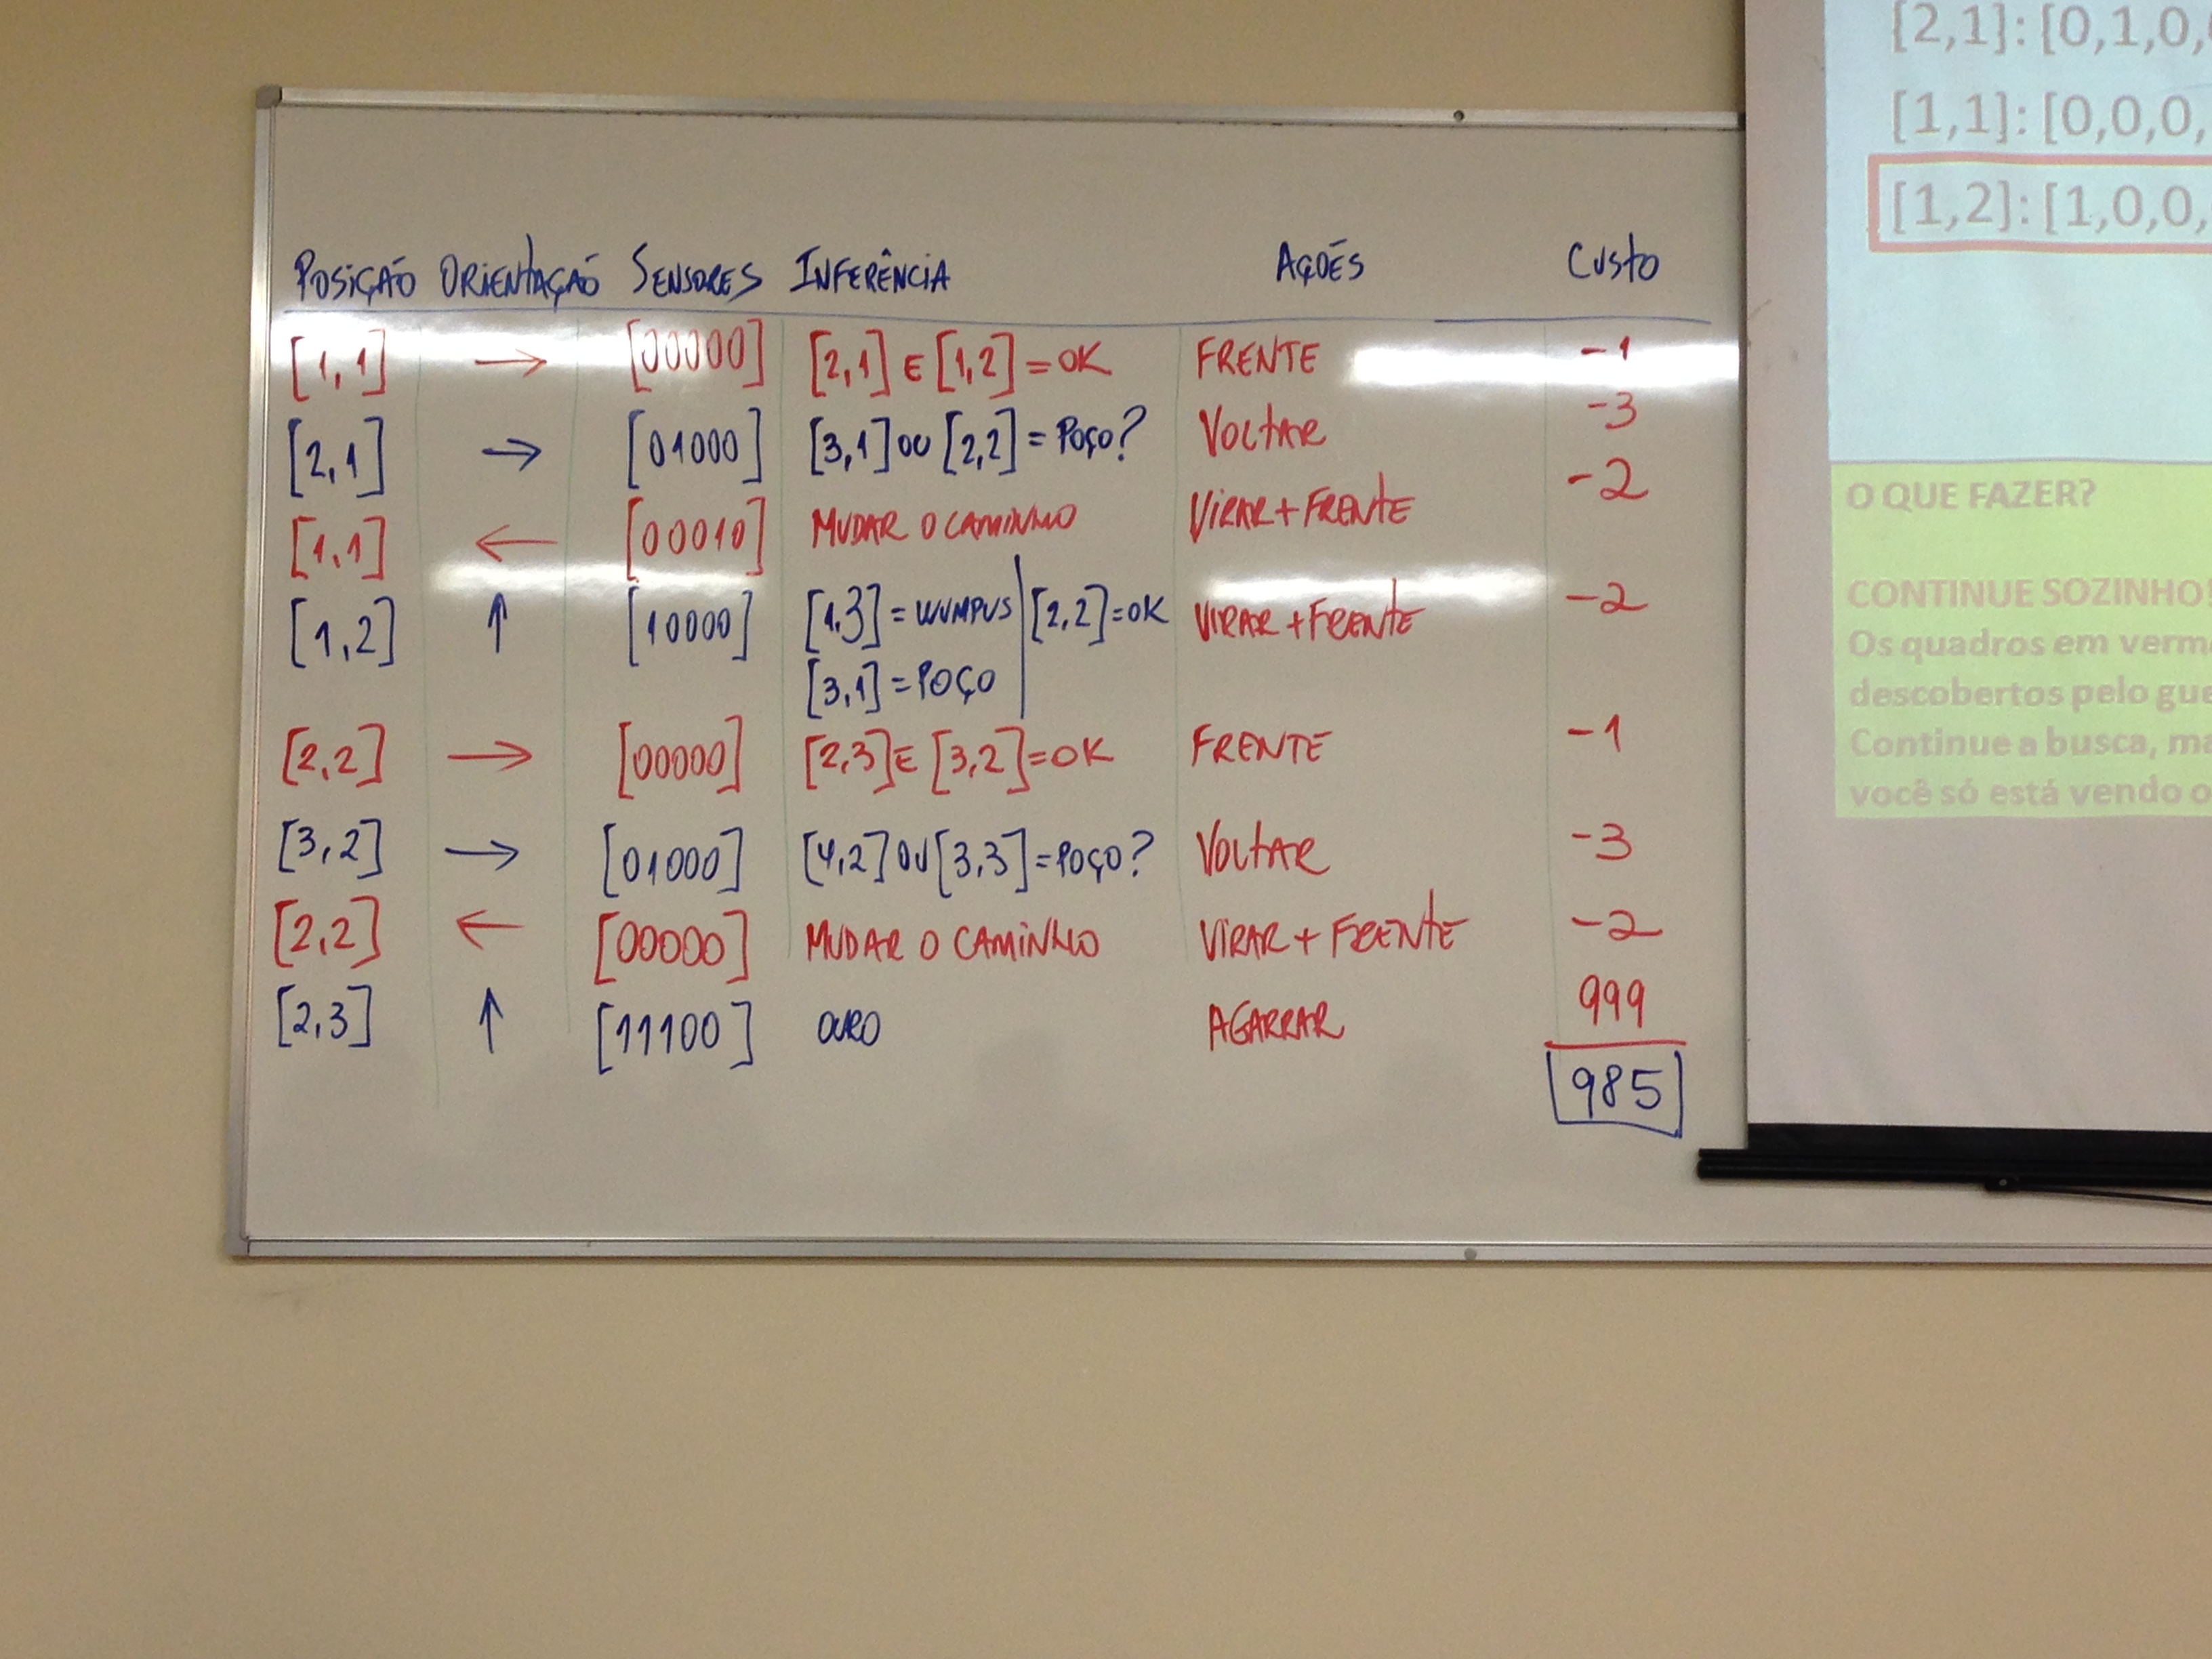 POSIÇÃO ORIENTAÇÃO SENSORES INFERÊNCIA AÇÕES CUSTO
[1,1] → [00000] [2,1] E [1,2] = OK FRENTE -1
[2,1] → [01000] [3,1] OU [2,2] = POÇO? VOLTAR -3
[1,1] ← [00010] MUDAR O CAMINHO VIRAR + FRENTE -2
[1,2] ↑ [10000] [1,3] = WUMPUS | [2,2] = OK VIRAR + FRENTE -2
[3,1] = POÇO
[2,2] → [00000] [2,3] E [3,2] = OK FRENTE -1
[3,2] → [01000] [4,2] OU [3,3] = POÇO? VOLTAR -3
[2,2] ← [00000] MUDAR O CAMINHO VIRAR + FRENTE -2
[2,3] ↑ [11100] OURO AGARRAR 999
985
[2,1]: [0,1,0,
[1,1]: [0,0,0,
[1,2]: [1,0,0,
O QUE FAZER?
CONTINUE SOZINHO!
Os quadros em verm
descobertos pelo gue
Continue a busca, ma
você só está vendo o